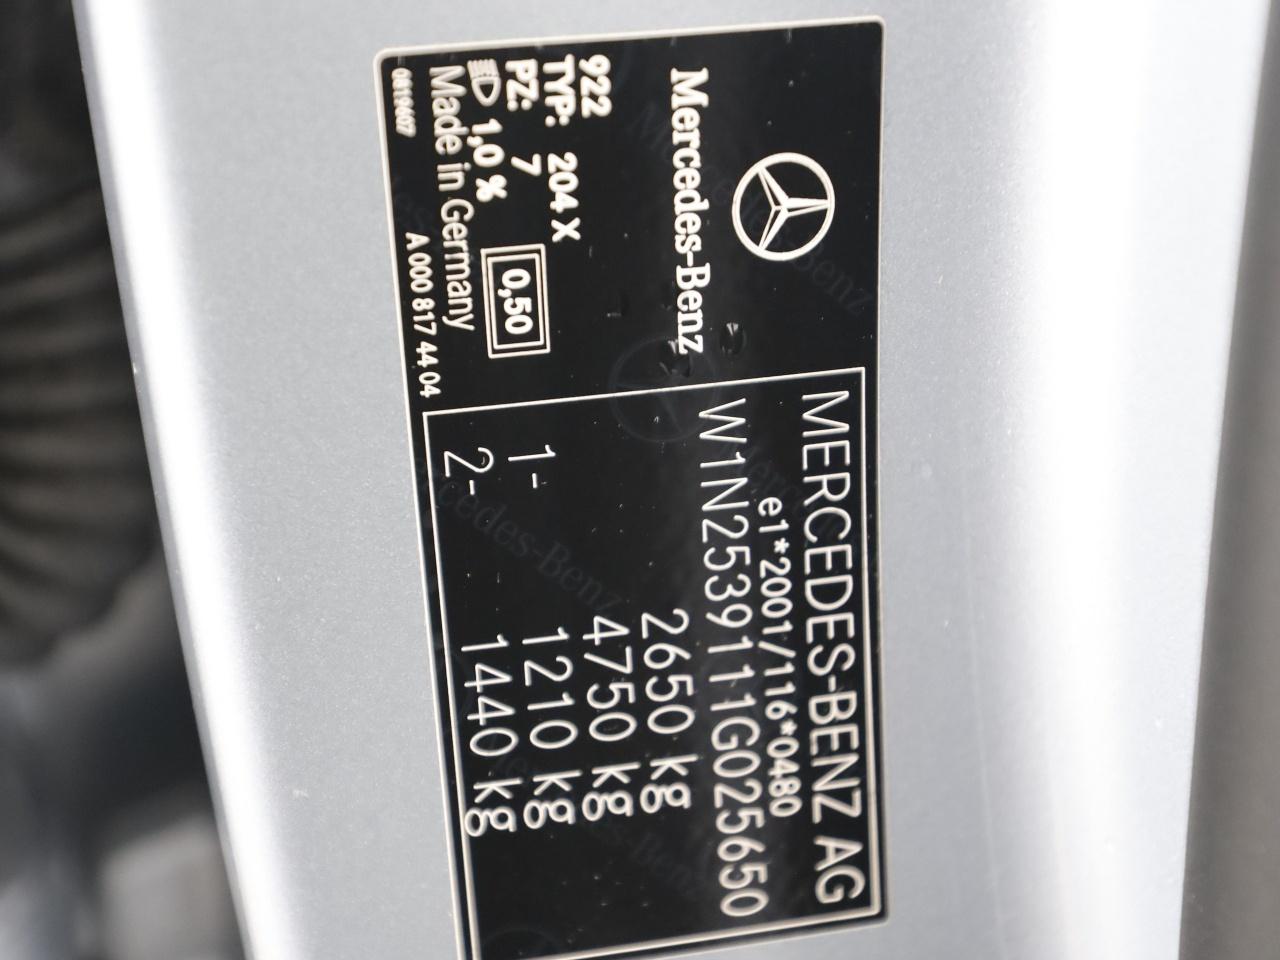 Mercedes-Benz
922
TYP: 204 X
PZ: 7
1,0 %
0,50
Made in Germany
0819607
A 000 817 44 04
MERCEDES-BENZ AG
e1*2001/116*0480
W1N2539111G025650
2650 kg
4750 kg
1- 1210 kg
2- 1440 kg